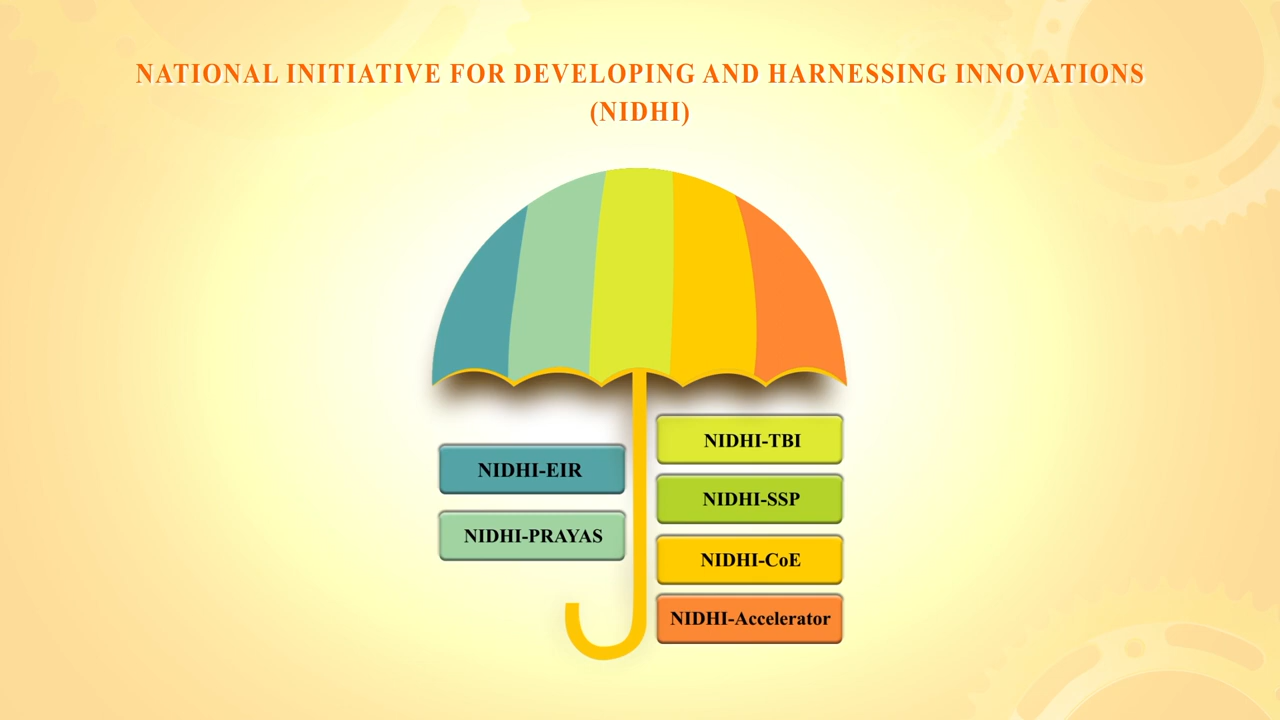 NATIONAL INITIATIVE FOR DEVELOPING AND HARNESSING INNOVATIONS
(NIDHI)
NIDHI-EIR
NIDHI-PRAYAS
NIDHI-TBI
NIDHI-SSP
NIDHI-CoE
NIDHI-Accelerator